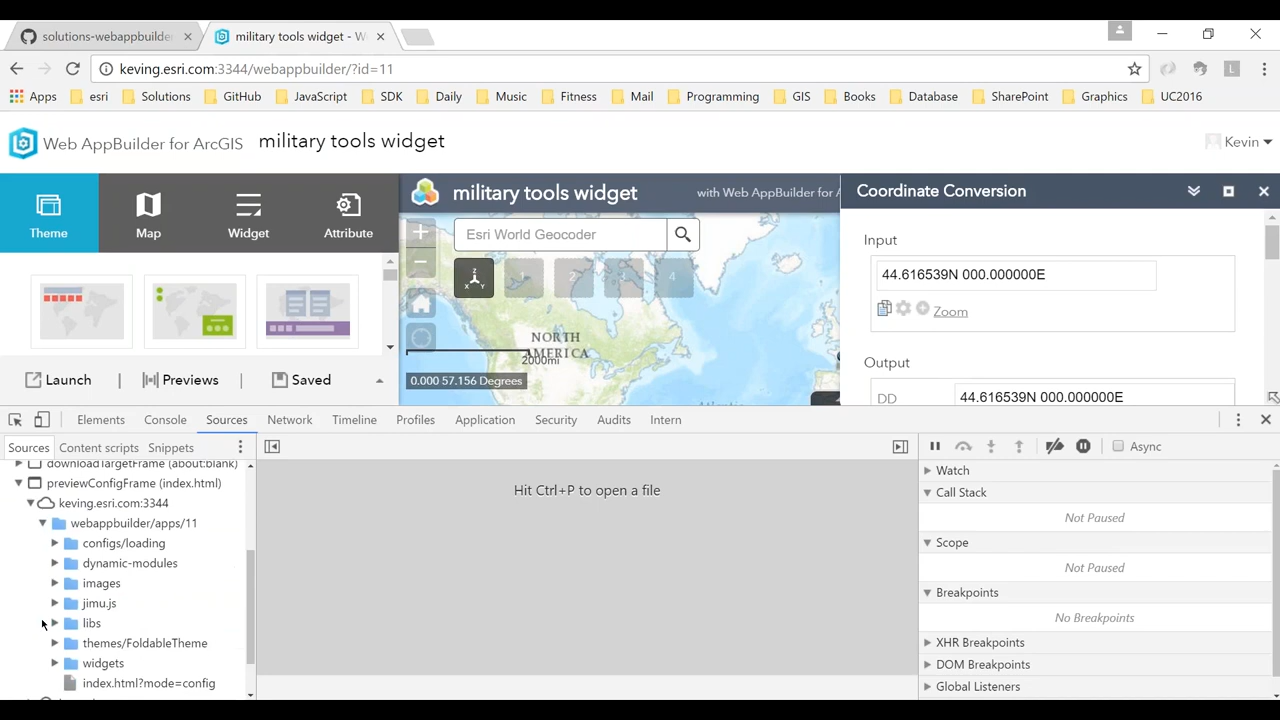 solutions-webappbuilder
military tools widget - W
keving.esri.com:3344/webappbuilder/?id=11
Apps esri Solutions GitHub JavaScript SDK Daily Music Fitness Mail Programming GIS Books Database SharePoint Graphics UC2016
Web AppBuilder for ArcGIS military tools widget
Kevin
Theme
Map
Widget
Attribute
Launch | Previews | Saved
military tools widget
with Web AppBuilder for A
Esri World Geocoder
1
2
4
NORTH
AMERICA
2000mi
0.000 57.156 Degrees
Coordinate Conversion
Input
44.616539N 000.000000E
Zoom
Output
DD 44.616539N 000.000000E
Elements Console Sources Network Timeline Profiles Application Security Audits Intern
Sources Content scripts Snippets
downloadTargetFrame (about:blank)
previewConfigFrame (index.html)
keving.esri.com:3344
webappbuilder/apps/11
configs/loading
dynamic-modules
images
jimu.js
libs
themes/FoldableTheme
widgets
index.html?mode=config
Hit Ctrl+P to open a file
Async
Watch
Call Stack
Not Paused
Scope
Not Paused
Breakpoints
No Breakpoints
XHR Breakpoints
DOM Breakpoints
Global Listeners